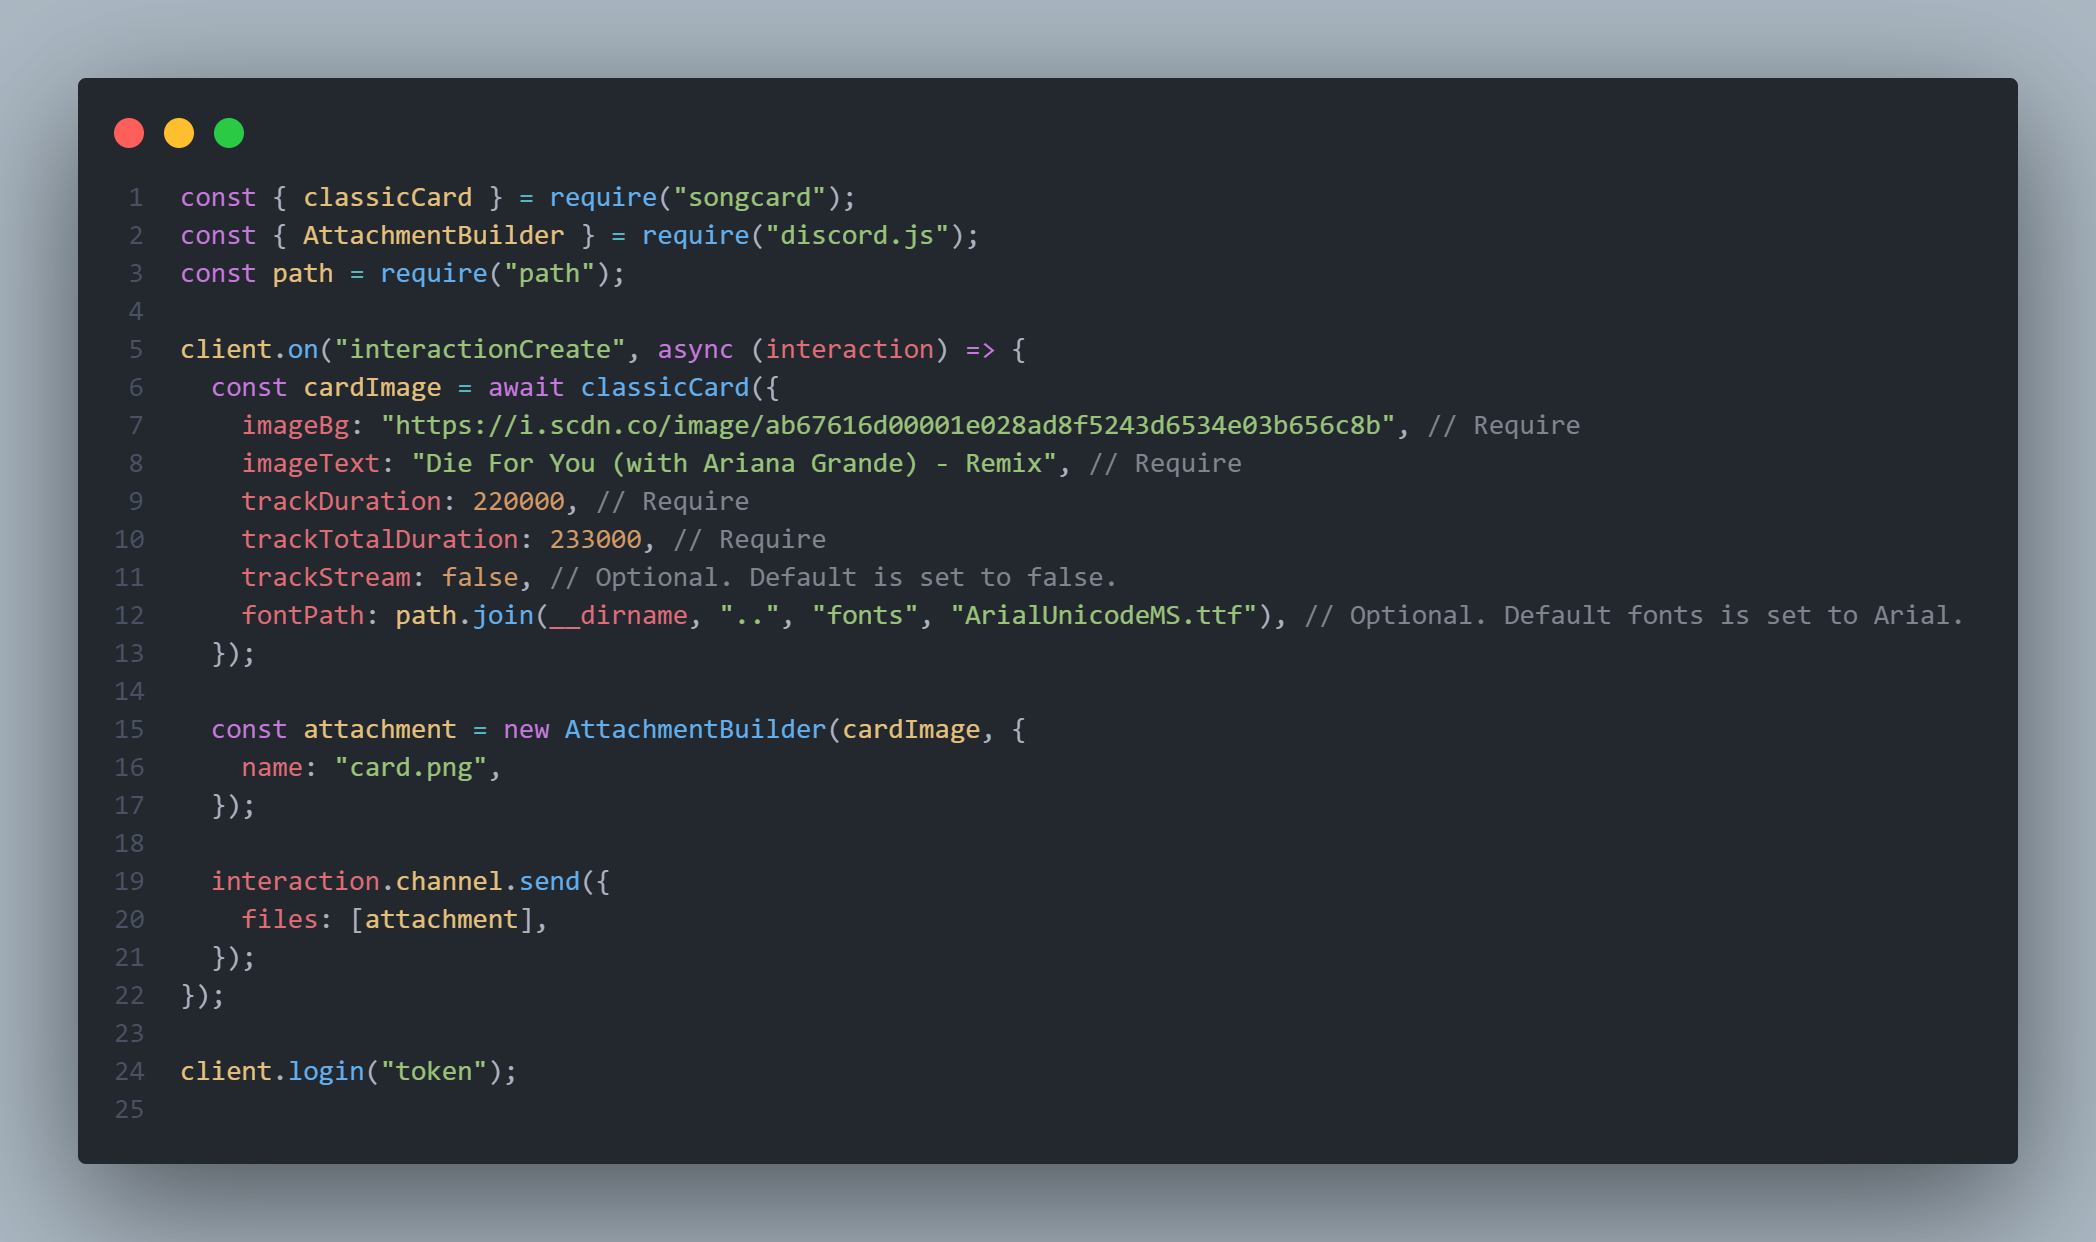 1 const { classicCard } = require("songcard");
2 const { AttachmentBuilder } = require("discord.js");
3 const path = require("path");
4
5 client.on("interactionCreate", async (interaction) => {
6   const cardImage = await classicCard({
7     imageBg: "https://i.scdn.co/image/ab67616d00001e028ad8f5243d6534e03b656c8b", // Require
8     imageText: "Die For You (with Ariana Grande) - Remix", // Require
9     trackDuration: 220000, // Require
10     trackTotalDuration: 233000, // Require
11     trackStream: false, // Optional. Default is set to false.
12     fontPath: path.join(__dirname, "..", "fonts", "ArialUnicodeMS.ttf"), // Optional. Default fonts is set to Arial.
13   });
14
15   const attachment = new AttachmentBuilder(cardImage, {
16     name: "card.png",
17   });
18
19   interaction.channel.send({
20     files: [attachment],
21   });
22 });
23
24 client.login("token");
25